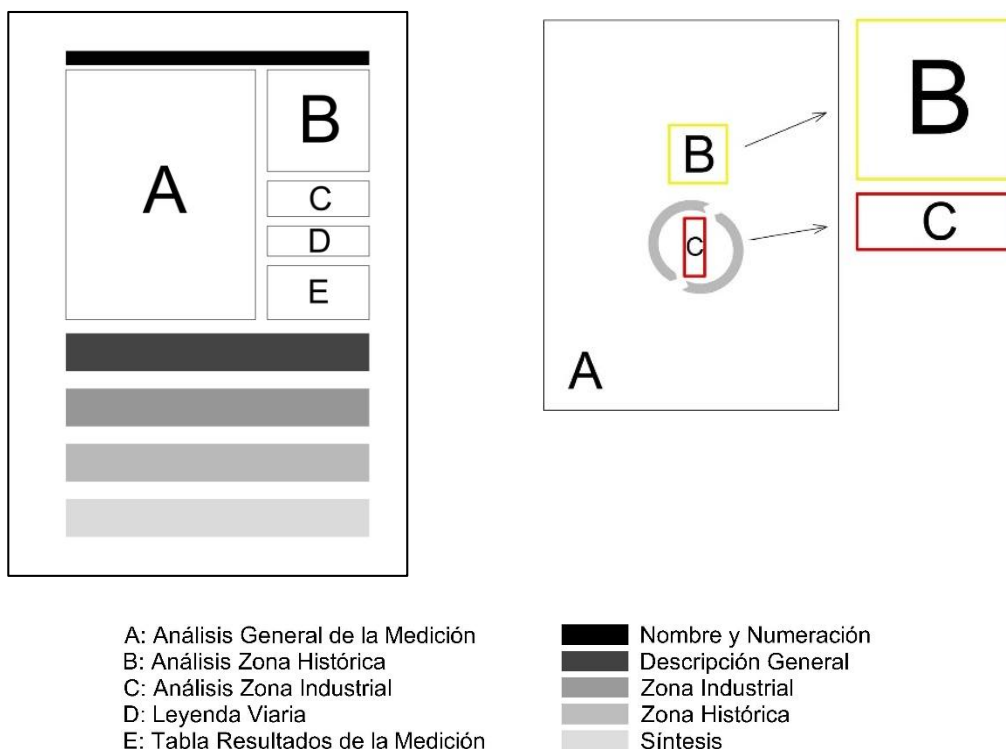 A
B
C
D
E
B
C
A
B
C
A: Análisis General de la Medición
B: Análisis Zona Histórica
C: Análisis Zona Industrial
D: Leyenda Viaria
E: Tabla Resultados de la Medición
Nombre y Numeración
Descripción General
Zona Industrial
Zona Histórica
Síntesis